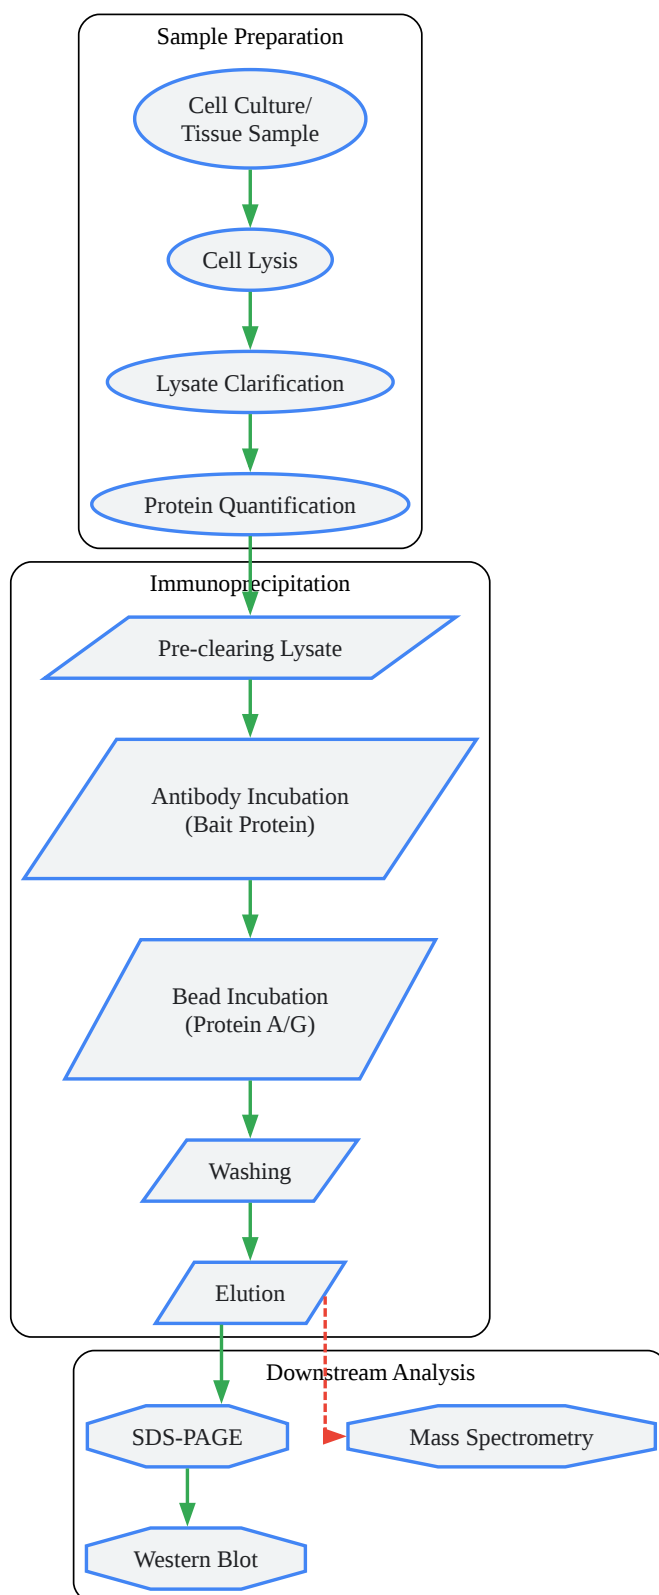 Sample Preparation
Cell Culture/
Tissue Sample
Cell Lysis
Lysate Clarification
Protein Quantification
Immunoprecipitation
Pre-clearing Lysate
Antibody Incubation
(Bait Protein)
Bead Incubation
(Protein A/G)
Washing
Elution
Downstream Analysis
SDS-PAGE
Mass Spectrometry
Western Blot